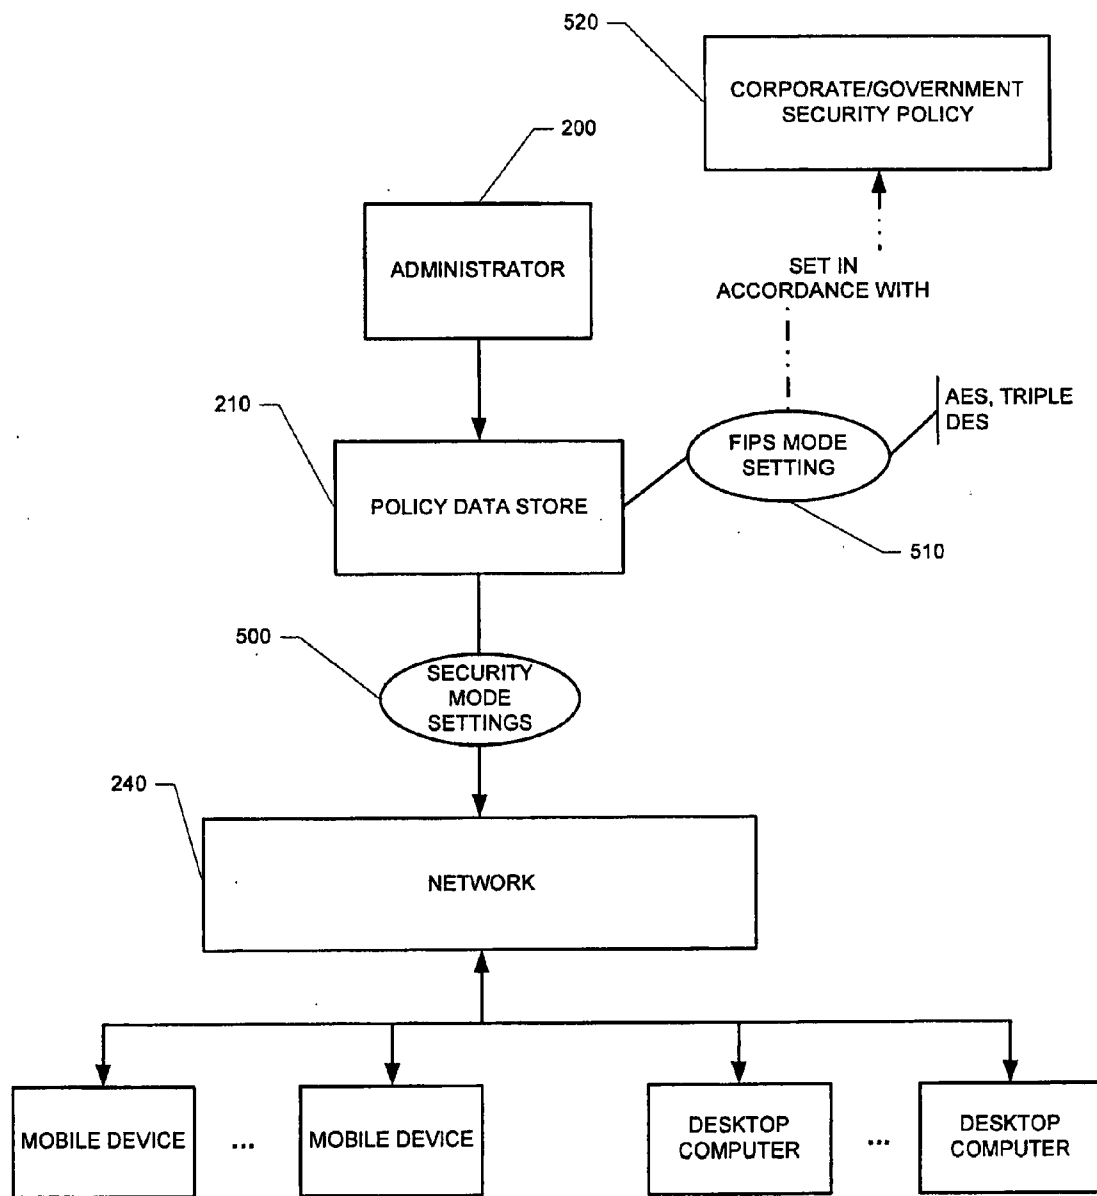 520
CORPORATE/GOVERNMENT
SECURITY POLICY
200
ADMINISTRATOR
SET IN
ACCORDANCE WITH
210
POLICY DATA STORE
FIPS MODE
SETTING
AES, TRIPLE
DES
510
500
SECURITY
MODE
SETTINGS
240
NETWORK
MOBILE DEVICE
...
MOBILE DEVICE
DESKTOP
COMPUTER
...
DESKTOP
COMPUTER